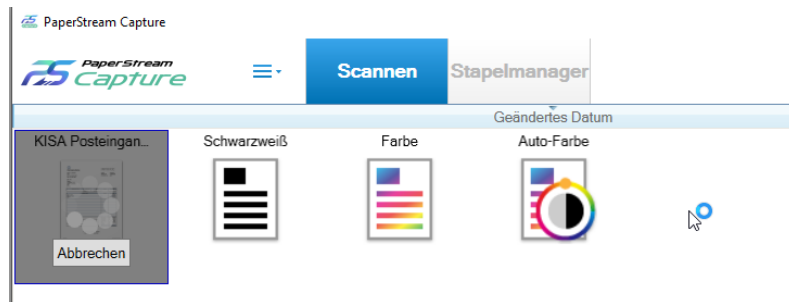 PaperStream Capture
PaperStream
Capture
Scannen
Stapelmanager
Geändertes Datum
KISA Posteingan...
Schwarzweiß
Farbe
Auto-Farbe
Abbrechen